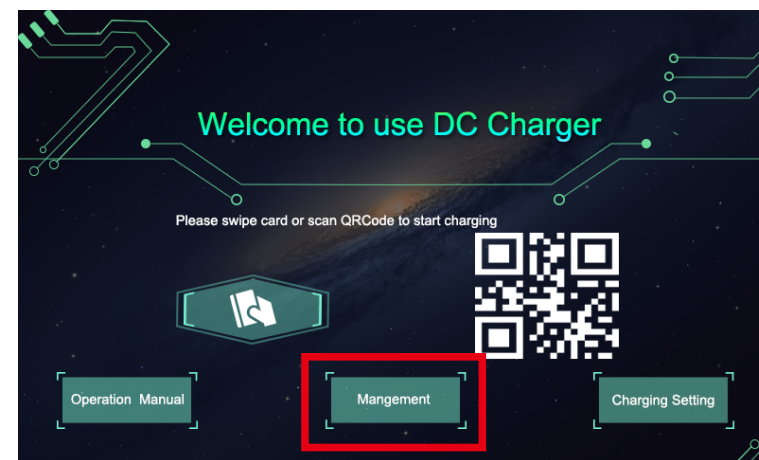 Welcome to use DC Charger
Please swipe card or scan QRCode to start charging
Operation Manual
Mangement
Charging Setting